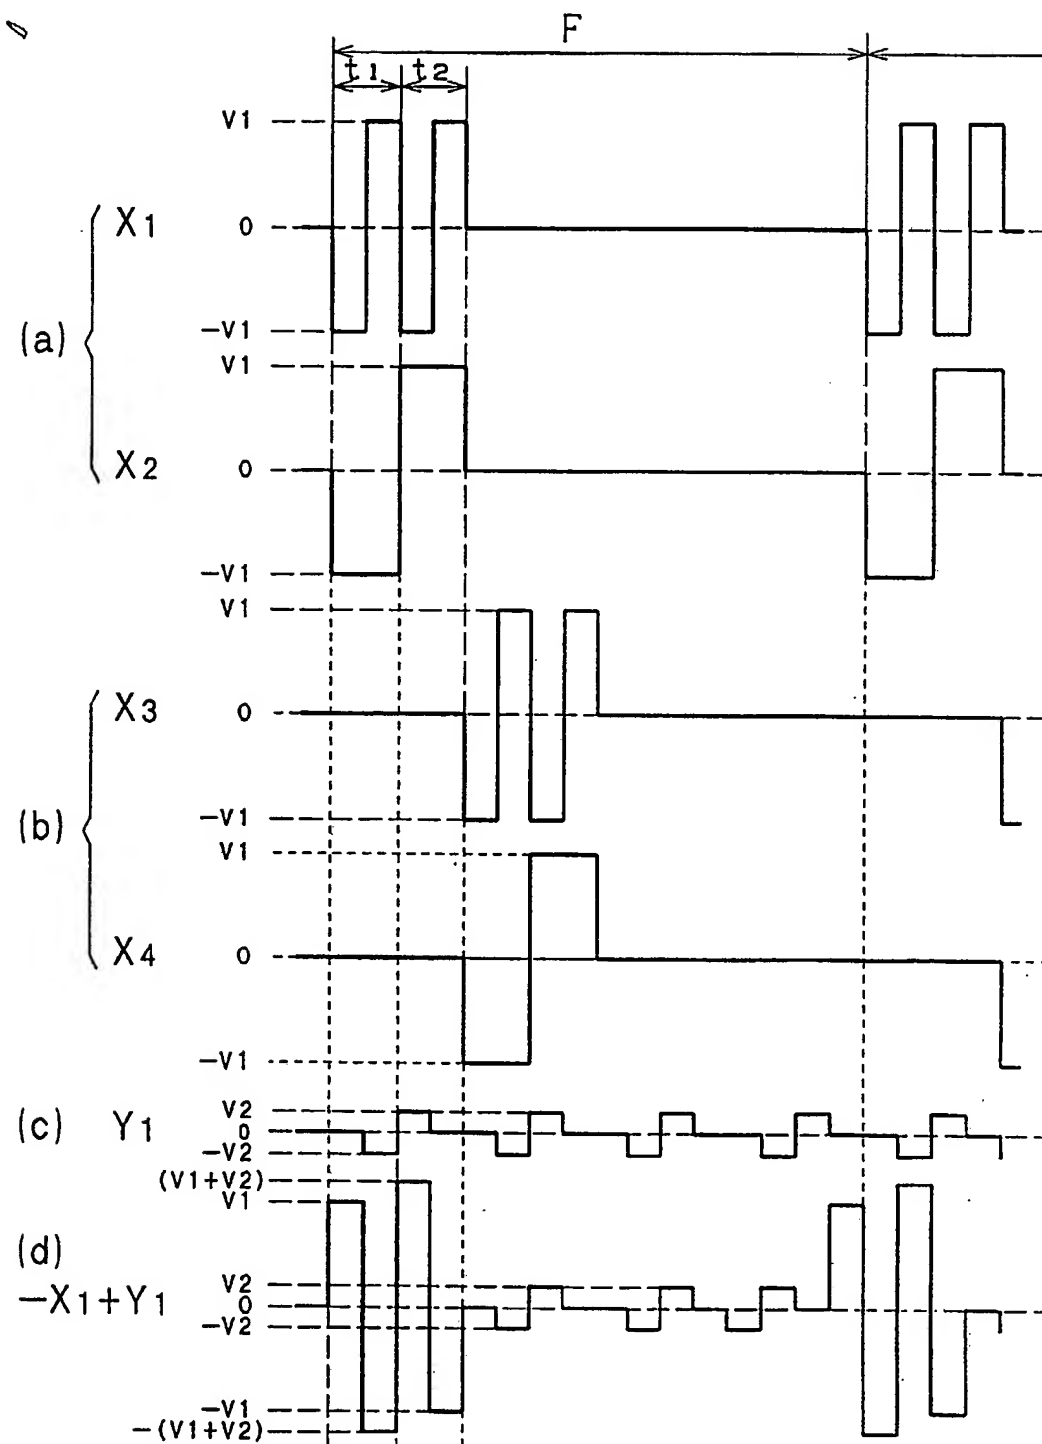 F
t1 t2
V1
X1 0
(a)
-V1
V1
X2 0
-V1
V1
X3 0
(b)
-V1
V1
X4 0
-V1
(c) Y1 V2
0
-V2
(V1+V2)
V1
(d)
-X1+Y1 V2
0
-V2
-V1
-(V1+V2)